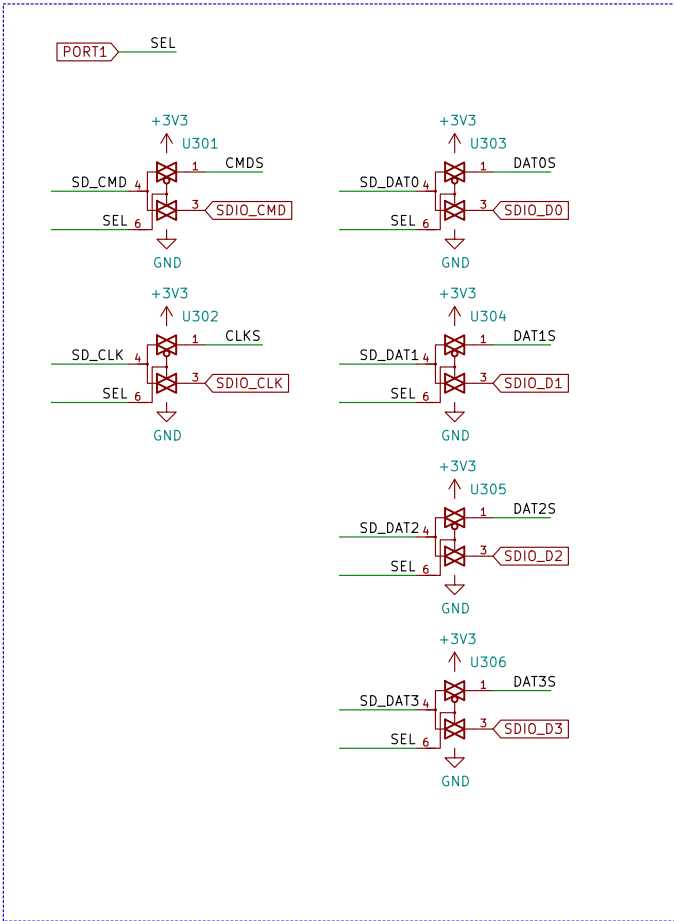 PORT1 SEL
+3V3
U301
SD_CMD 4
1 CMDS
SEL 6
3 SDIO_CMD
GND
+3V3
U302
SD_CLK 4
1 CLKS
SEL 6
3 SDIO_CLK
GND
+3V3
U303
SD_DAT0 4
1 DAT0S
SEL 6
3 SDIO_D0
GND
+3V3
U304
SD_DAT1 4
1 DAT1S
SEL 6
3 SDIO_D1
GND
+3V3
U305
SD_DAT2 4
1 DAT2S
SEL 6
3 SDIO_D2
GND
+3V3
U306
SD_DAT3 4
1 DAT3S
SEL 6
3 SDIO_D3
GND